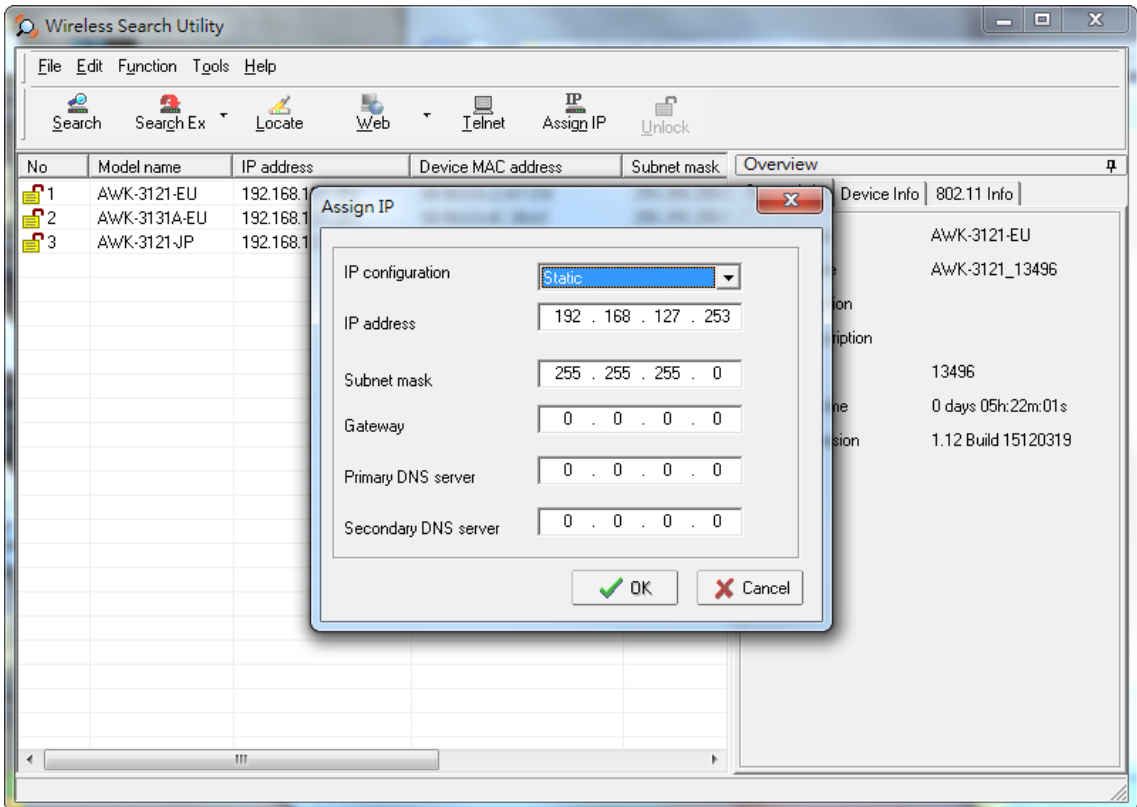 Wireless Search Utility
File Edit Function Tools Help
Search Search Ex Locate Web Telnet Assign IP Unlock
No Model name IP address Device MAC address Subnet mask
1 AWK-3121-EU 192.168.1
2 AWK-3131A-EU 192.168.1
3 AWK-3121-JP 192.168.1
Overview
Device Info 802.11 Info
AWK-3121-EU
AWK-3121_13496
13496
0 days 05h:22m:01s
1.12 Build 15120319
Assign IP
IP configuration Static
IP address 192 . 168 . 127 . 253
Subnet mask 255 . 255 . 255 . 0
Gateway 0 . 0 . 0 . 0
Primary DNS server 0 . 0 . 0 . 0
Secondary DNS server 0 . 0 . 0 . 0
OK Cancel